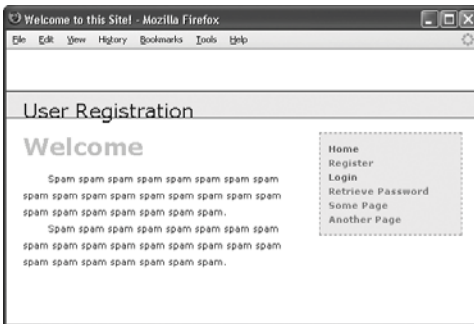 Welcome to this Site! - Mozilla Firefox
File Edit View History Bookmarks Tools Help
User Registration
Welcome
Spam spam spam spam spam spam spam spam
spam spam spam spam spam spam spam spam spam
spam spam spam spam spam spam spam.
Spam spam spam spam spam spam spam spam
spam spam spam spam spam spam spam spam spam
spam spam spam spam spam spam spam.
Home
Register
Login
Retrieve Password
Some Page
Another Page